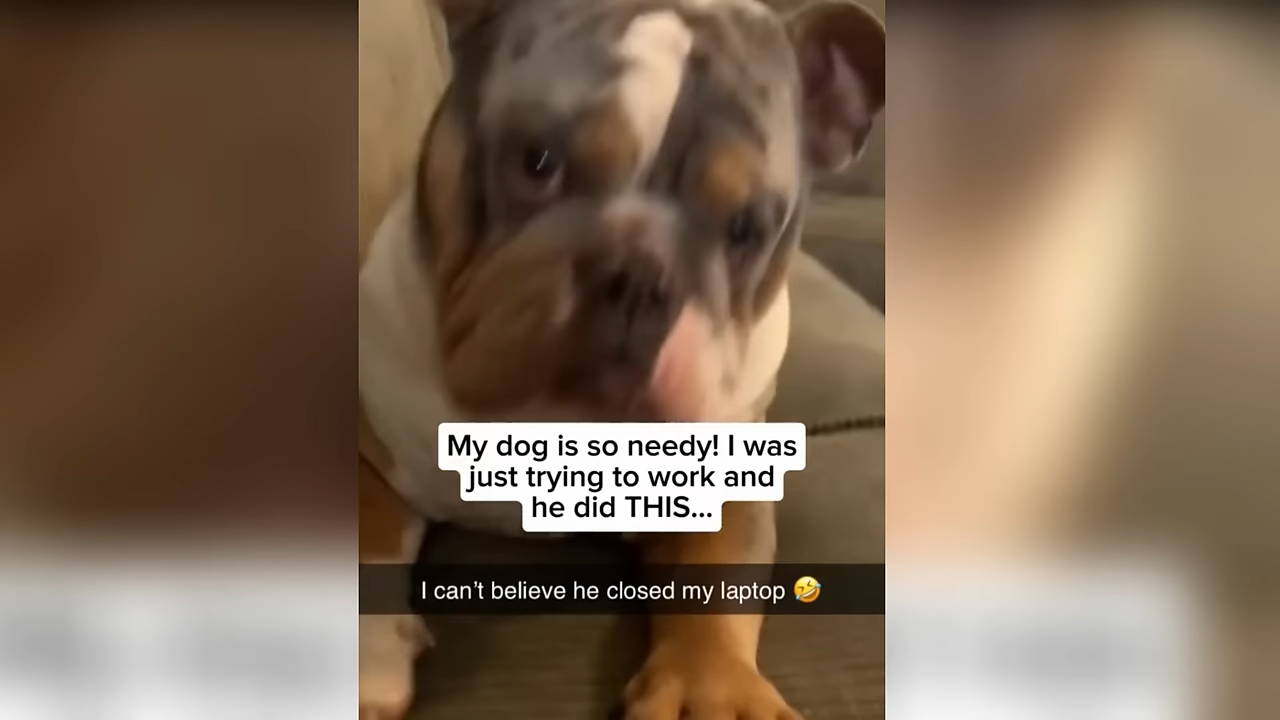 My dog is so needy! I was
just trying to work and
he did THIS...
I can't believe he closed my laptop 🤣